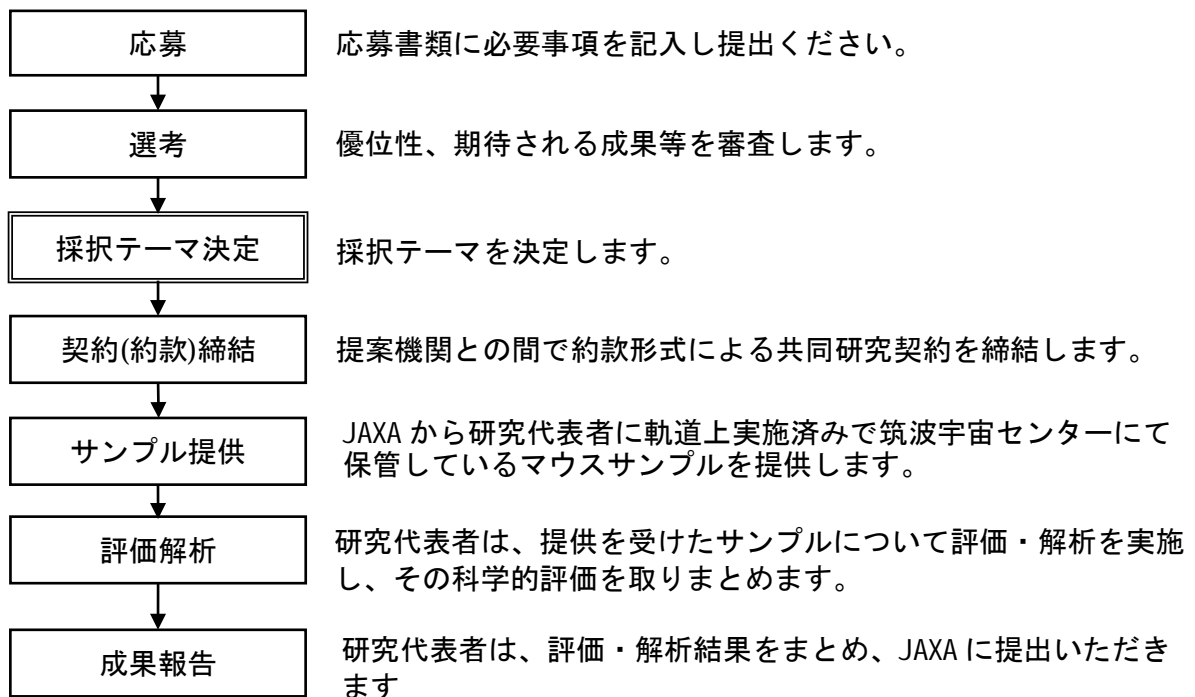 応募
応募書類に必要事項を記入し提出ください。
選考
優位性、期待される成果等を審査します。
採択テーマ決定
採択テーマを決定します。
契約(約款)締結
提案機関との間で約款形式による共同研究契約を締結します。
サンプル提供
JAXA から研究代表者に軌道上実施済みで筑波宇宙センターにて
保管しているマウスサンプルを提供します。
評価解析
研究代表者は、提供を受けたサンプルについて評価・解析を実施
し、その科学的評価を取りまとめます。
成果報告
研究代表者は、評価・解析結果をまとめ、JAXA に提出いただき
ます